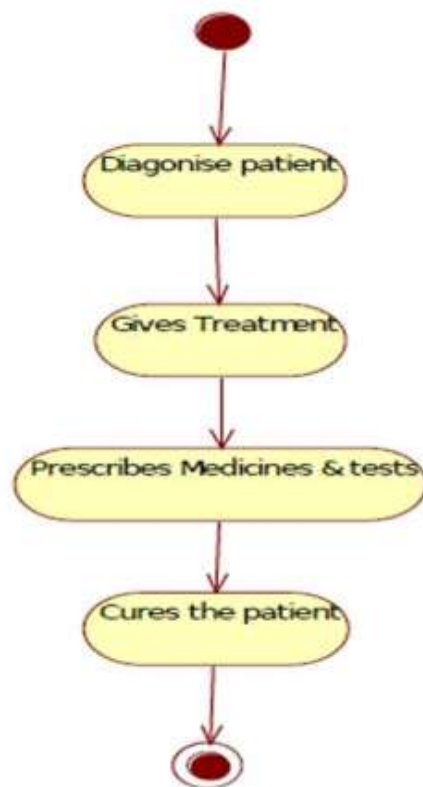 Diagonise patient
Gives Treatment
Prescribes Medicines & tests
Cures the patient